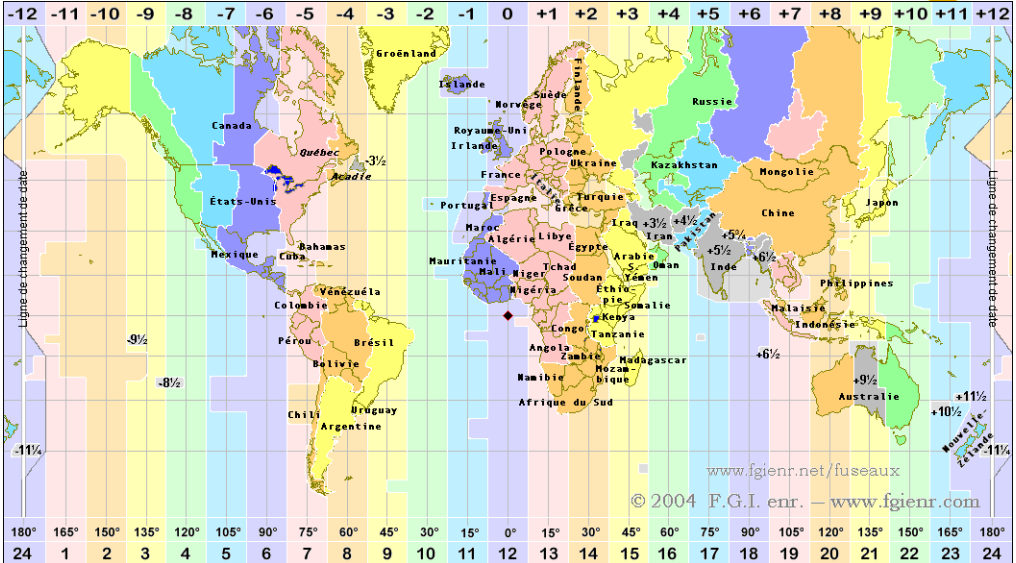 -12 -11 -10 -9 -8 -7 -6 -5 -4 -3 -2 -1 0 +1 +2 +3 +4 +5 +6 +7 +8 +9 +10 +11 +12
Groënland
Islande
Suède
Finlande
Norvège
Russie
Canada
Royaume-Uni
Irlande
Québec
-3½
Acadie
Pologne
Ukraine
Kazakhstan
Mongolie
France
Italie
États-Unis
Espagne
Portugal
Grèce
Turquie
Chine
Japon
Maroc
Algérie
Libye
Égypte
Iraq
+3½
Iran
+4½
Pakistan
+5¾
+5½
Inde
+6½
Mexique
Bahamas
Cuba
Mauritanie
Mali
Niger
Tchad
Soudan
Arabie
S.
Oman
Yémen
Nigéria
Éthio-
pie
Somalie
Philippines
Vénézuéla
Colombie
Kenya
Malaisie
Indonésie
Congo
Tanzanie
Pérou
Brésil
-9½
Angola
Zambie
Madagascar
Mozam-
bique
+6½
Bolivie
-8½
Namibie
Afrique du Sud
+9½
Australie
+11½
+10½
Chili
Uruguay
Argentine
Nouvelle
Zélande
-11¼
-11¼
Ligne de changement de date
Ligne de changement de date
www.fgienr.net/fuseaux
© 2004 F.G.I. enr. – www.fgienr.com
180° 165° 150° 135° 120° 105° 90° 75° 60° 45° 30° 15° 0° 15° 30° 45° 60° 75° 90° 105° 120° 135° 150° 165° 180°
24 1 2 3 4 5 6 7 8 9 10 11 12 13 14 15 16 17 18 19 20 21 22 23 24